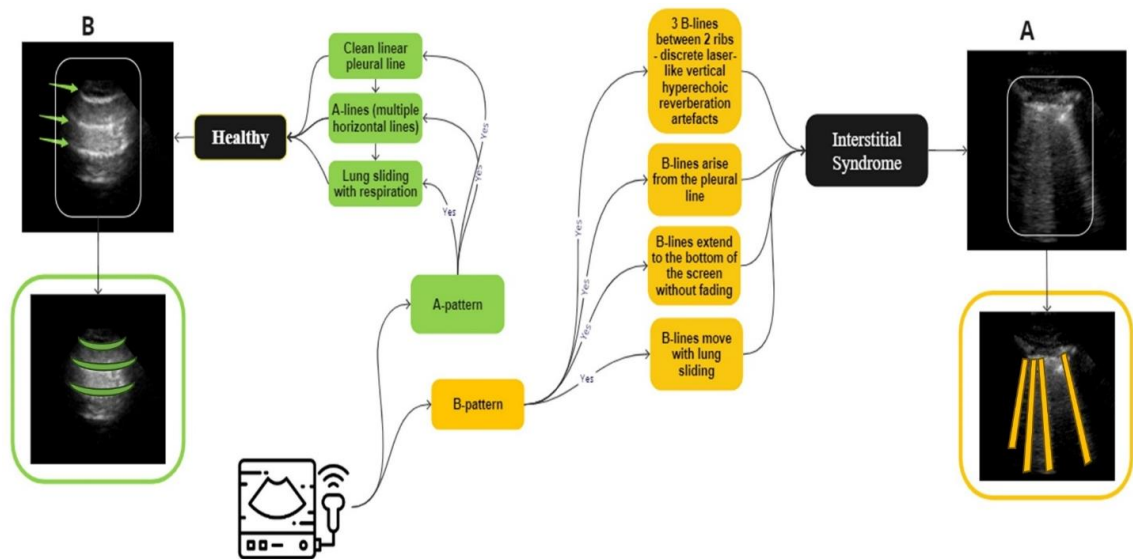 B
A
Clean linear
pleural line
A-lines (multiple
horizontal lines)
Lung sliding
with respiration
Healthy
Yes
Yes
Yes
A-pattern
B-pattern
3 B-lines
between 2 ribs
- discrete laser-
like vertical
hyperechoic
reverberation
artefacts
B-lines arise
from the pleural
line
B-lines extend
to the bottom of
the screen
without fading
B-lines move
with lung
sliding
Yes
Yes
Yes
Yes
Interstitial
Syndrome